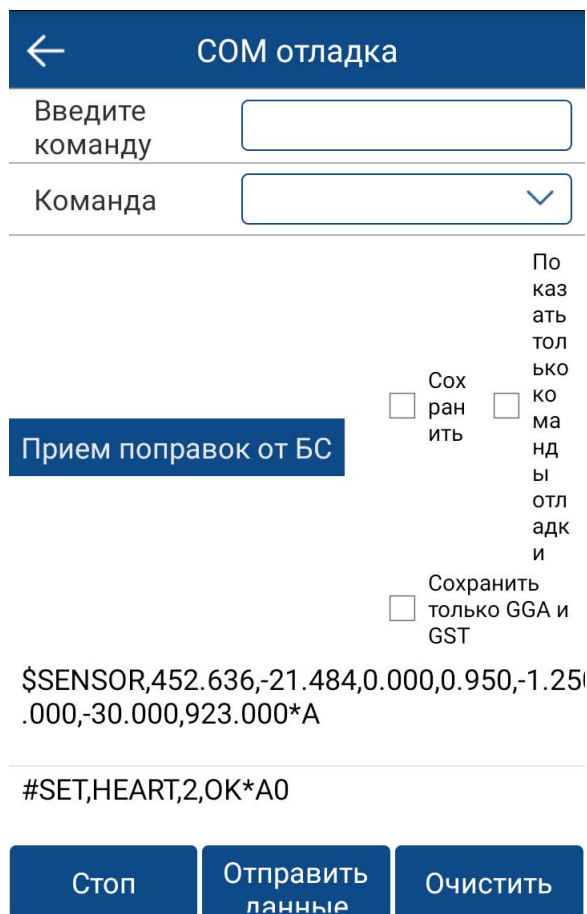 COM отладка
Введите
команду
Команда
Прием поправок от БС
Сох
ран
ить
По
каз
ать
тол
ько
ко
ма
нд
ы
отл
адк
и
Сохранить
только GGA и
GST
$SENSOR,452.636,-21.484,0.000,0.950,-1.250
.000,-30.000,923.000*A
#SET,HEART,2,OK*A0
Стоп
Отправить
данные
Очистить